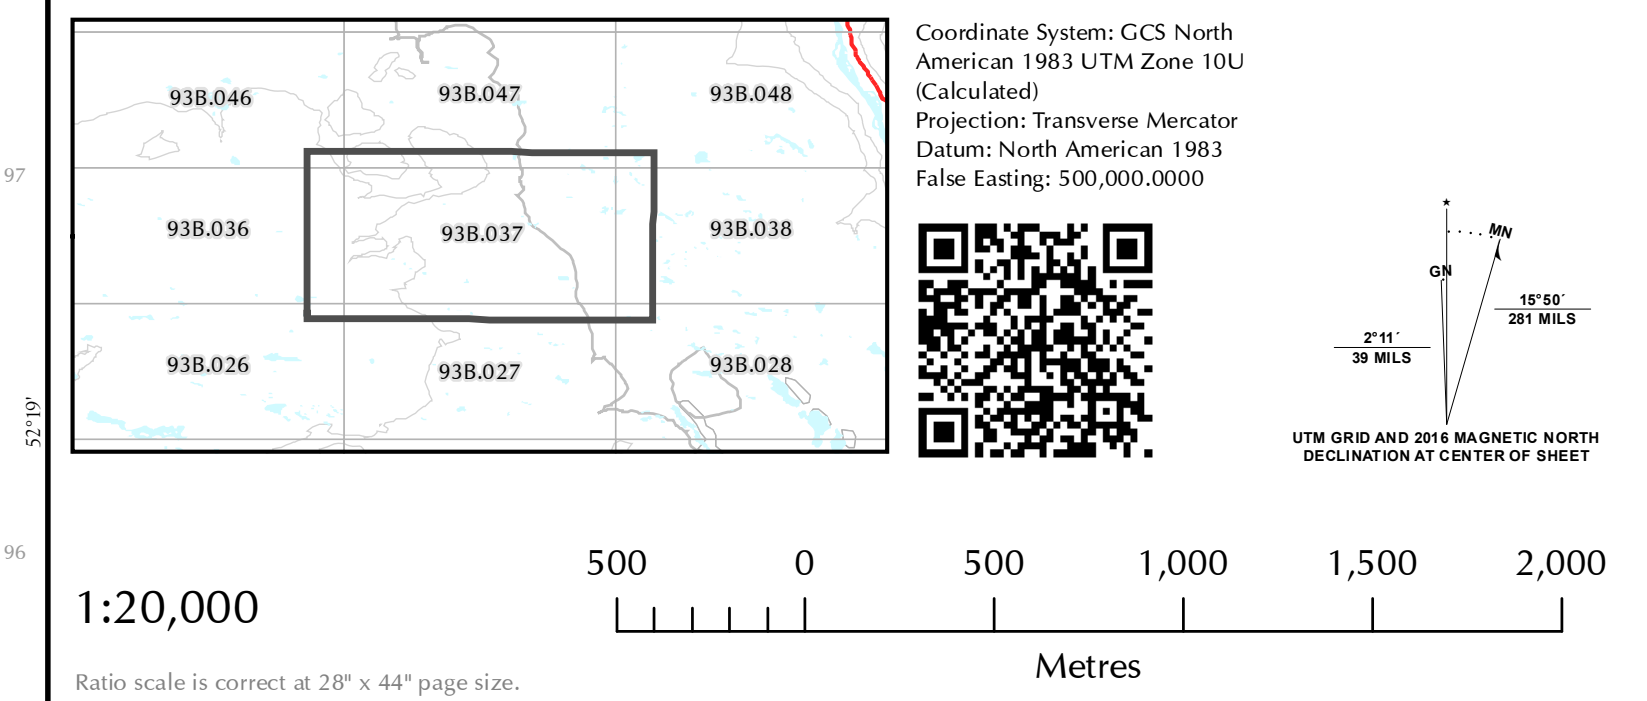 97
96
52°19'
93B.046
93B.047
93B.048
93B.036
93B.037
93B.038
93B.026
93B.027
93B.028
Coordinate System: GCS North
American 1983 UTM Zone 10U
(Calculated)
Projection: Transverse Mercator
Datum: North American 1983
False Easting: 500,000.0000
MN
GN
15°50´
281 MILS
2°11´
39 MILS
UTM GRID AND 2016 MAGNETIC NORTH
DECLINATION AT CENTER OF SHEET
1:20,000
Ratio scale is correct at 28" x 44" page size.
500 0 500 1,000 1,500 2,000
Metres